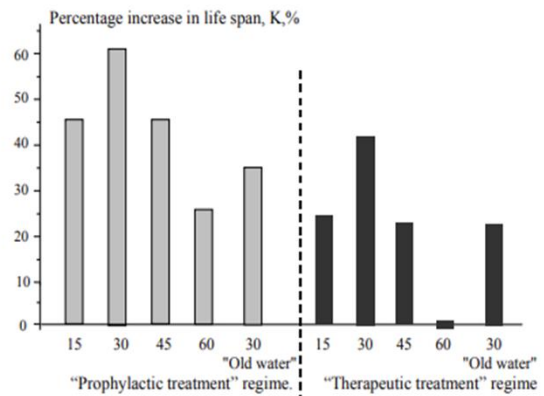 Percentage increase in life span, K,%
60
50
40
30
20
10
0
15 30 45 60 30 15 30 45 60 30
"Old water" "Old water"
“Prophylactic treatment” regime. “Therapeutic treatment” regime